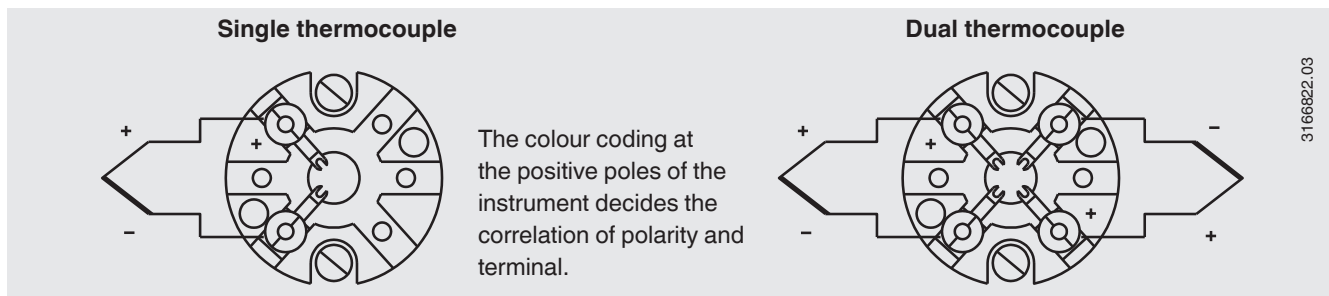 Single thermocouple
Dual thermocouple
+
–
+
The colour coding at
the positive poles of the
instrument decides the
correlation of polarity and
terminal.
+
–
+
–
+
+
3166822.03